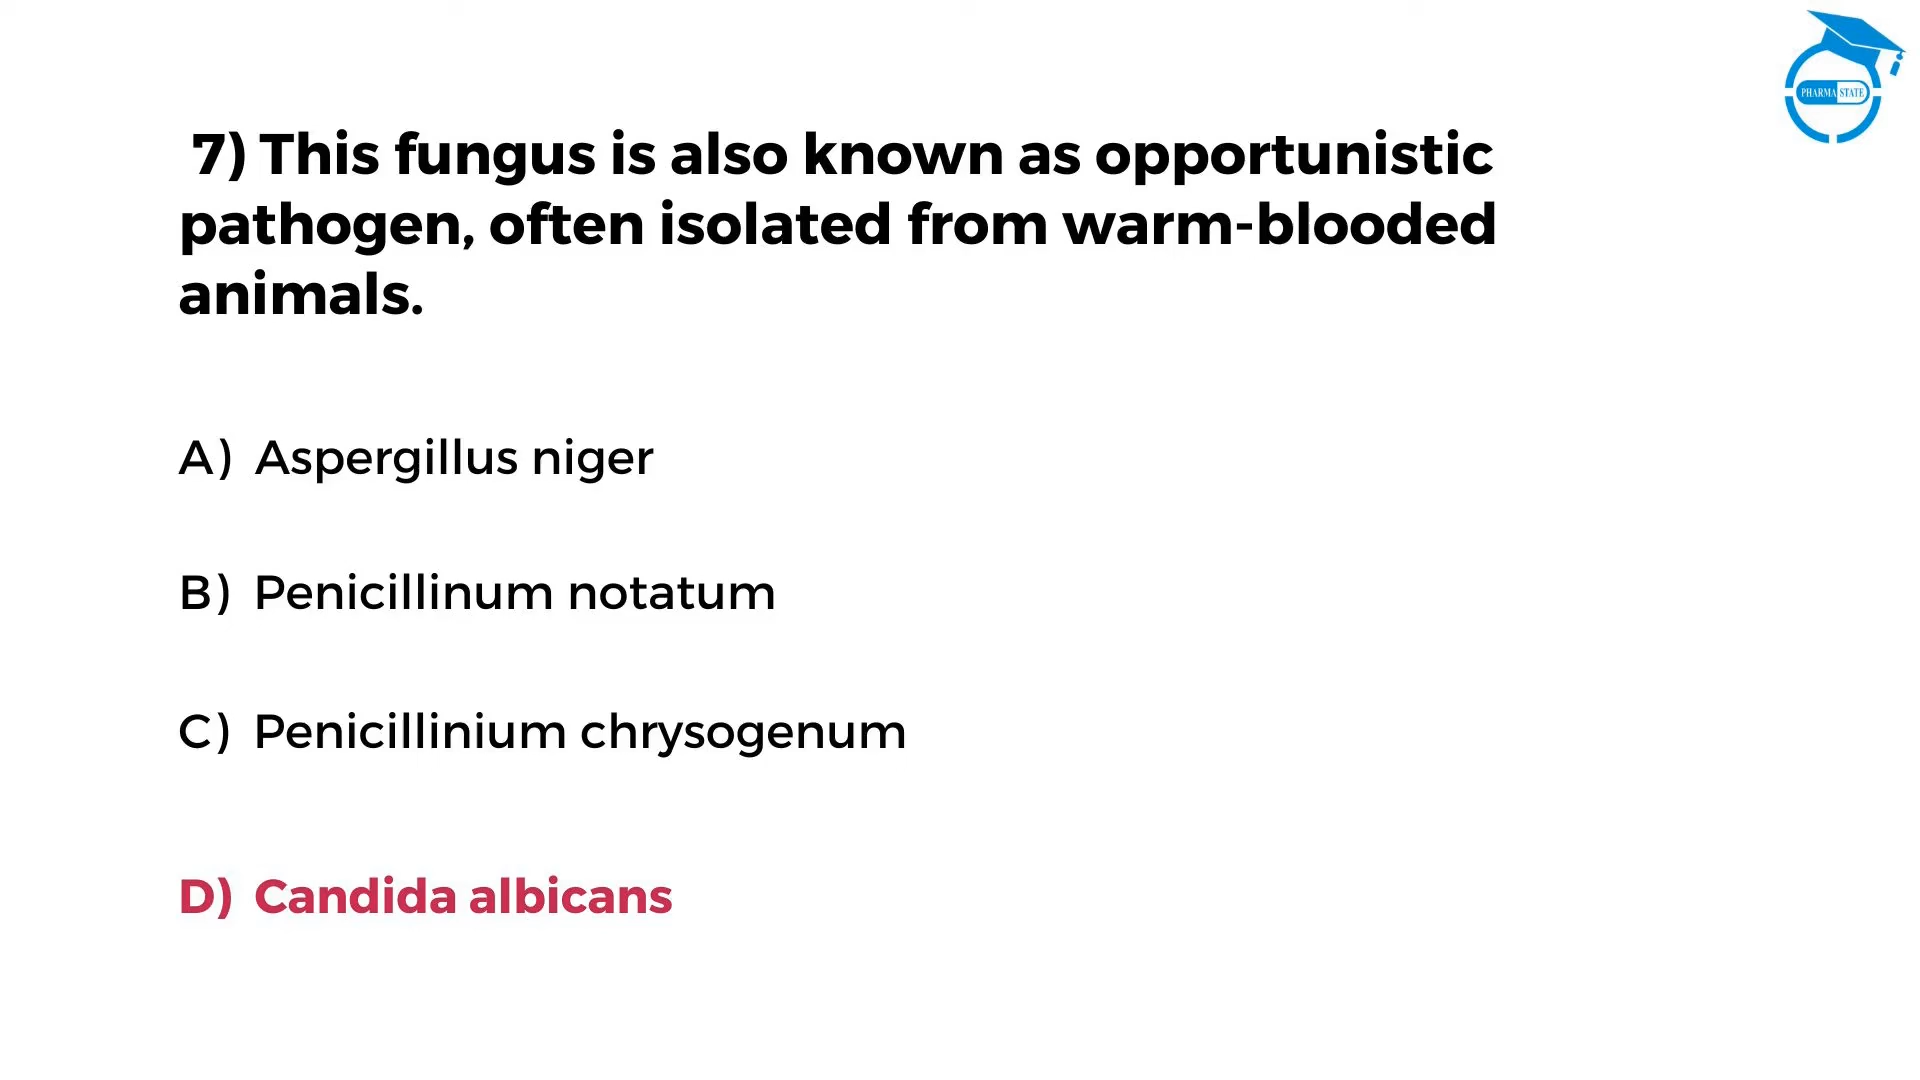 PHARMA STATE
7) This fungus is also known as opportunistic
pathogen, often isolated from warm-blooded
animals.
A) Aspergillus niger
B) Penicillinum notatum
C) Penicillinium chrysogenum
D) Candida albicans